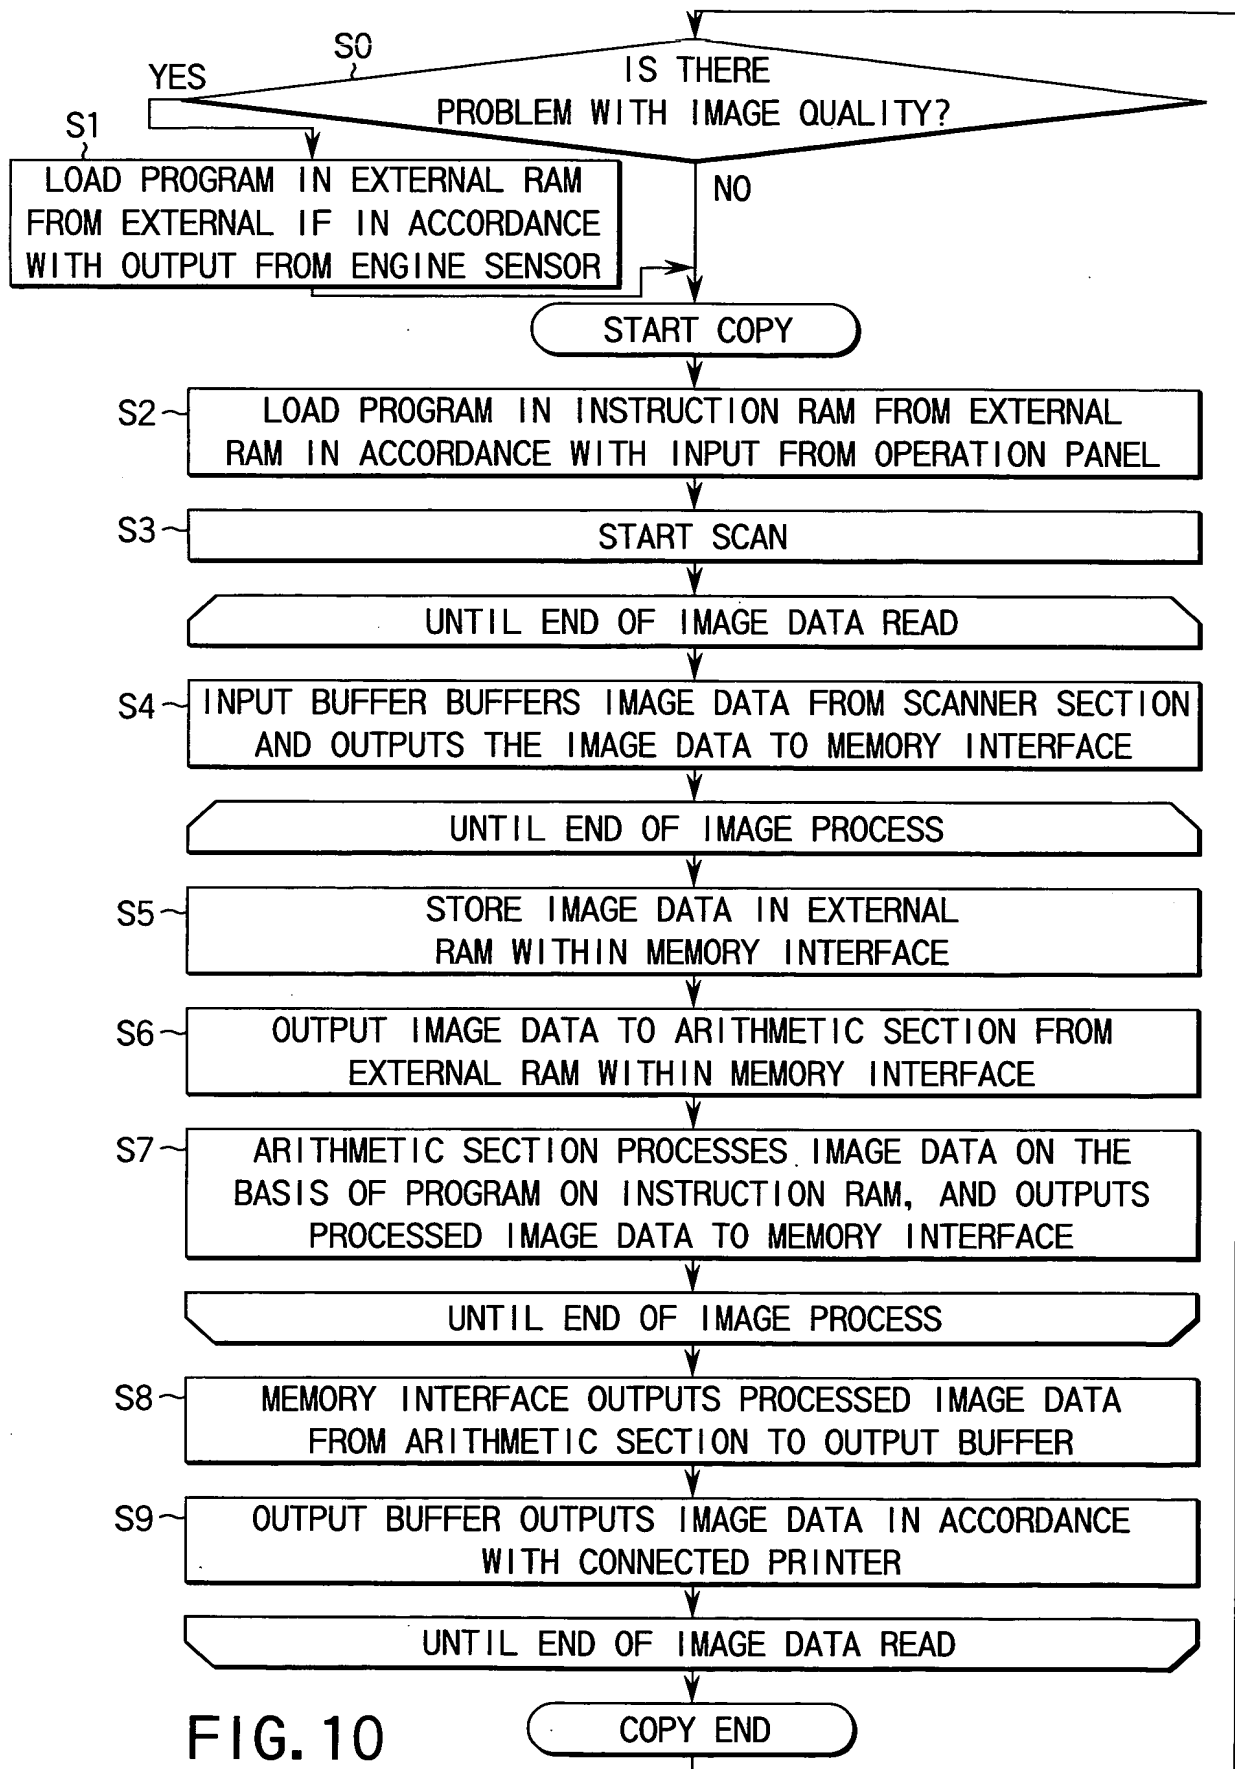 S0
IS THERE
PROBLEM WITH IMAGE QUALITY?
YES
NO
S1
LOAD PROGRAM IN EXTERNAL RAM
FROM EXTERNAL IF IN ACCORDANCE
WITH OUTPUT FROM ENGINE SENSOR
START COPY
S2
LOAD PROGRAM IN INSTRUCTION RAM FROM EXTERNAL
RAM IN ACCORDANCE WITH INPUT FROM OPERATION PANEL
S3
START SCAN
UNTIL END OF IMAGE DATA READ
S4
INPUT BUFFER BUFFERS IMAGE DATA FROM SCANNER SECTION
AND OUTPUTS THE IMAGE DATA TO MEMORY INTERFACE
UNTIL END OF IMAGE PROCESS
S5
STORE IMAGE DATA IN EXTERNAL
RAM WITHIN MEMORY INTERFACE
S6
OUTPUT IMAGE DATA TO ARITHMETIC SECTION FROM
EXTERNAL RAM WITHIN MEMORY INTERFACE
S7
ARITHMETIC SECTION PROCESSES IMAGE DATA ON THE
BASIS OF PROGRAM ON INSTRUCTION RAM, AND OUTPUTS
PROCESSED IMAGE DATA TO MEMORY INTERFACE
UNTIL END OF IMAGE PROCESS
S8
MEMORY INTERFACE OUTPUTS PROCESSED IMAGE DATA
FROM ARITHMETIC SECTION TO OUTPUT BUFFER
S9
OUTPUT BUFFER OUTPUTS IMAGE DATA IN ACCORDANCE
WITH CONNECTED PRINTER
UNTIL END OF IMAGE DATA READ
COPY END
FIG. 10